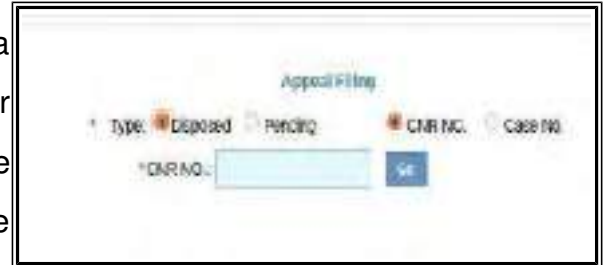 a
Appeal Filing
r
* Type: Disposed Pending CNR NO. Case No.
e
*CNR NO.: Go
e